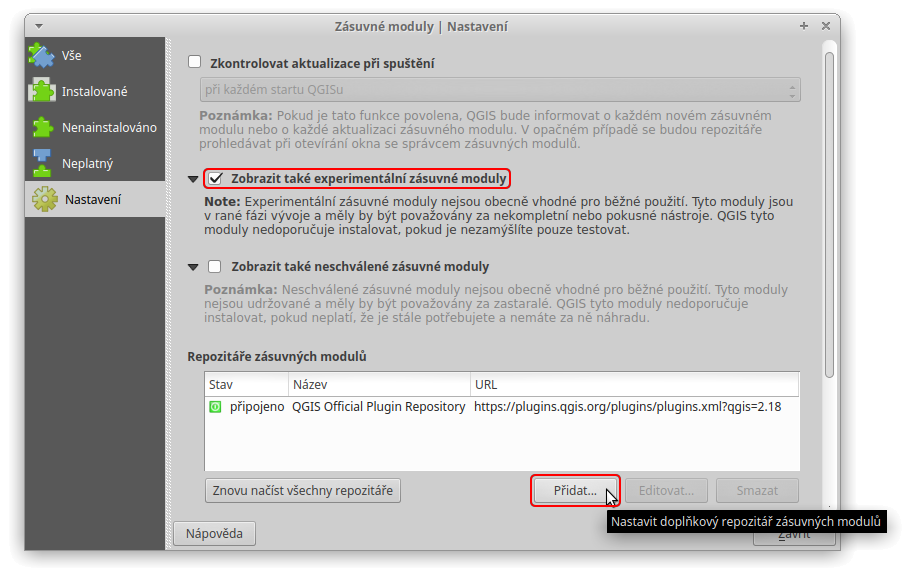 Zásuvné moduly | Nastavení
Vše
Instalované
Nenainstalováno
Neplatný
Nastavení
Zkontrolovat aktualizace při spuštění
při každém startu QGISu
Poznámka: Pokud je tato funkce povolena, QGIS bude informovat o každém novém zásuvném
modulu nebo o každé aktualizaci zásuvného modulu. V opačném případě se budou repozitáře
prohledávat při otevírání okna se správcem zásuvných modulů.
Zobrazit také experimentální zásuvné moduly
Note: Experimentální zásuvné moduly nejsou obecně vhodné pro běžné použití. Tyto moduly jsou
v rané fázi vývoje a měly by být považovány za nekompletní nebo pokusné nástroje. QGIS tyto
moduly nedoporučuje instalovat, pokud je nezamýšlíte pouze testovat.
Zobrazit také neschválené zásuvné moduly
Poznámka: Neschválené zásuvné moduly nejsou obecně vhodné pro běžné použití. Tyto moduly
nejsou udržované a měly by být považovány za zastaralé. QGIS tyto moduly nedoporučuje
instalovat, pokud neplatí, že je stále potřebujete a nemáte za ně náhradu.
Repozitáře zásuvných modulů
Stav Název URL
připojeno QGIS Official Plugin Repository https://plugins.qgis.org/plugins/plugins.xml?qgis=2.18
Znovu načíst všechny repozitáře Přidat... Editovat... Smazat
Nastavit doplňkový repozitář zásuvných modulů
Nápověda Zavřít